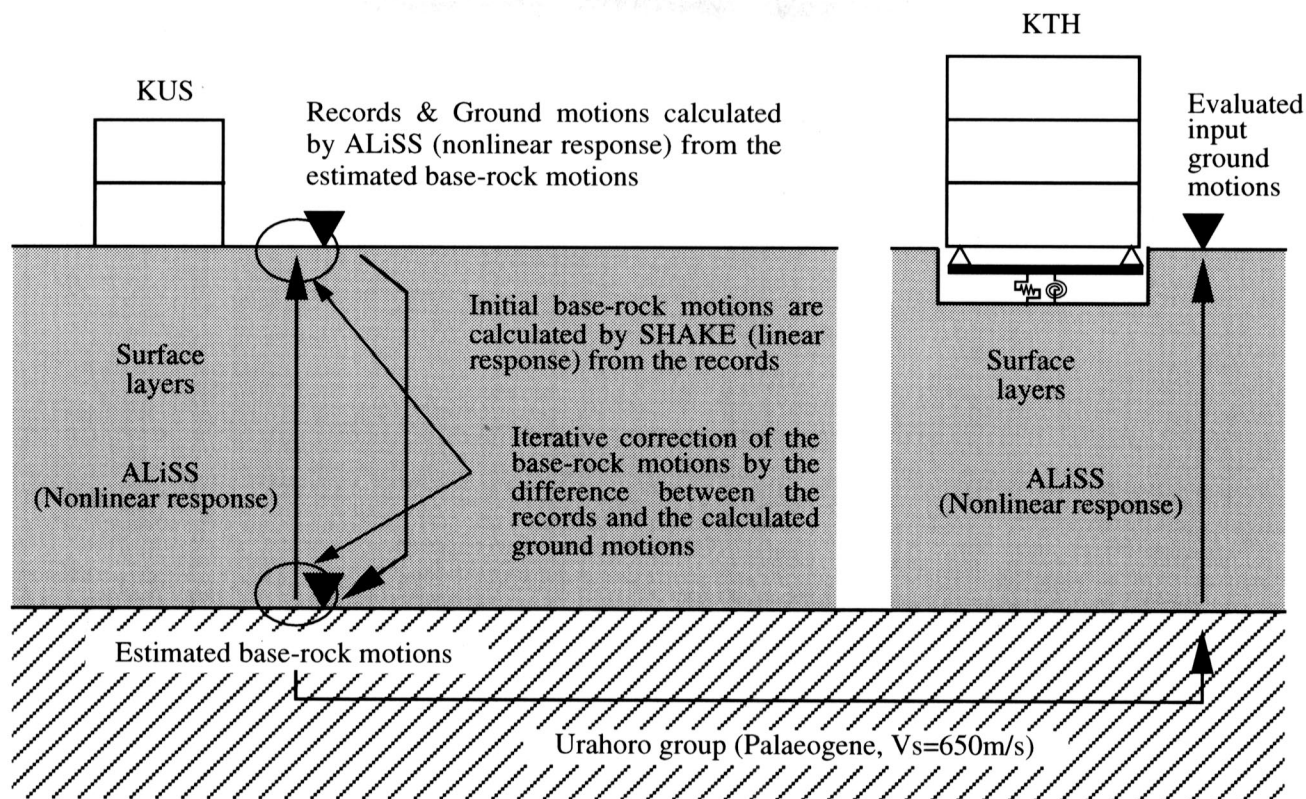 KUS
Records & Ground motions calculated
by ALiSS (nonlinear response) from the
estimated base-rock motions
KTH
Evaluated
input
ground
motions
Surface
layers
ALiSS
(Nonlinear response)
Initial base-rock motions are
calculated by SHAKE (linear
response) from the records
Iterative correction of the
base-rock motions by the
difference between the
records and the calculated
ground motions
Surface
layers
ALiSS
(Nonlinear response)
Estimated base-rock motions
Urahoro group (Palaeogene, Vs=650m/s)